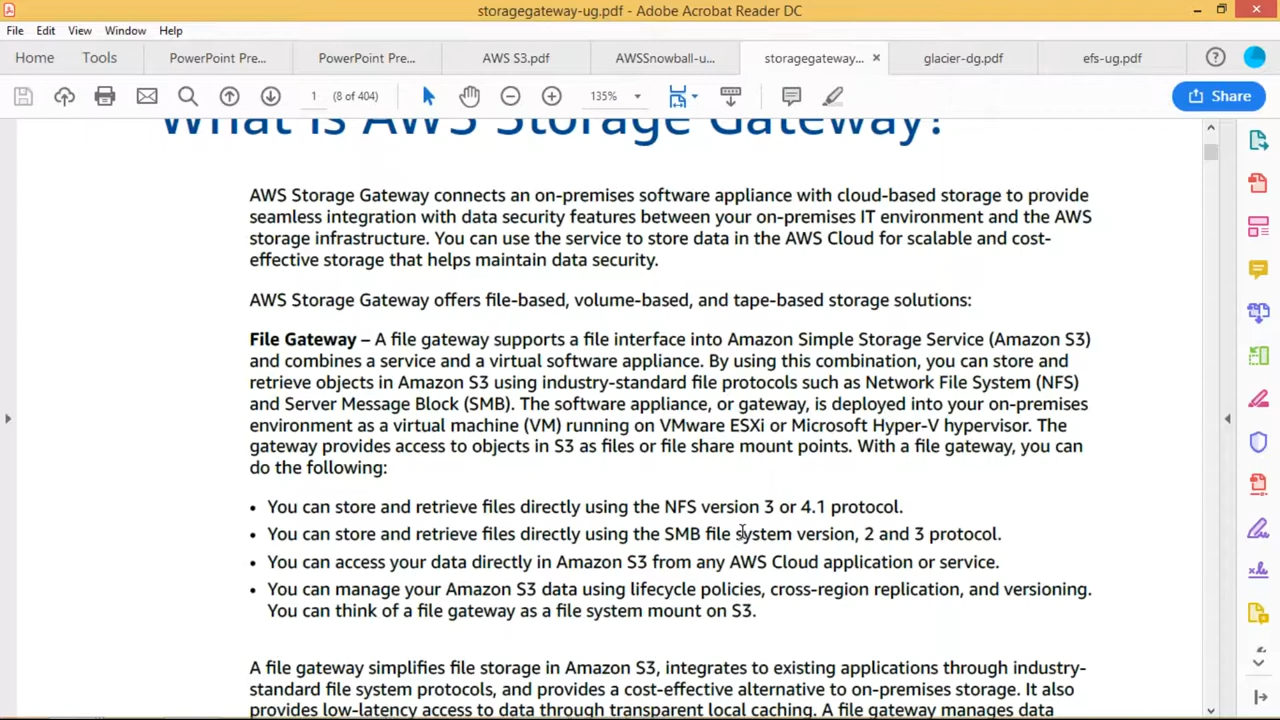 storagegateway-ug.pdf - Adobe Acrobat Reader DC
File Edit View Window Help
Home Tools PowerPoint Pre... PowerPoint Pre... AWS S3.pdf AWSSnowball-u... storagegateway... glacier-dg.pdf efs-ug.pdf
1 (8 of 404) 135% Share
What is AWS Storage Gateway?
AWS Storage Gateway connects an on-premises software appliance with cloud-based storage to provide
seamless integration with data security features between your on-premises IT environment and the AWS
storage infrastructure. You can use the service to store data in the AWS Cloud for scalable and cost-
effective storage that helps maintain data security.
AWS Storage Gateway offers file-based, volume-based, and tape-based storage solutions:
File Gateway – A file gateway supports a file interface into Amazon Simple Storage Service (Amazon S3)
and combines a service and a virtual software appliance. By using this combination, you can store and
retrieve objects in Amazon S3 using industry-standard file protocols such as Network File System (NFS)
and Server Message Block (SMB). The software appliance, or gateway, is deployed into your on-premises
environment as a virtual machine (VM) running on VMware ESXi or Microsoft Hyper-V hypervisor. The
gateway provides access to objects in S3 as files or file share mount points. With a file gateway, you can
do the following:
• You can store and retrieve files directly using the NFS version 3 or 4.1 protocol.
• You can store and retrieve files directly using the SMB file system version, 2 and 3 protocol.
• You can access your data directly in Amazon S3 from any AWS Cloud application or service.
• You can manage your Amazon S3 data using lifecycle policies, cross-region replication, and versioning.
You can think of a file gateway as a file system mount on S3.
A file gateway simplifies file storage in Amazon S3, integrates to existing applications through industry-
standard file system protocols, and provides a cost-effective alternative to on-premises storage. It also
provides low-latency access to data through transparent local caching. A file gateway manages data